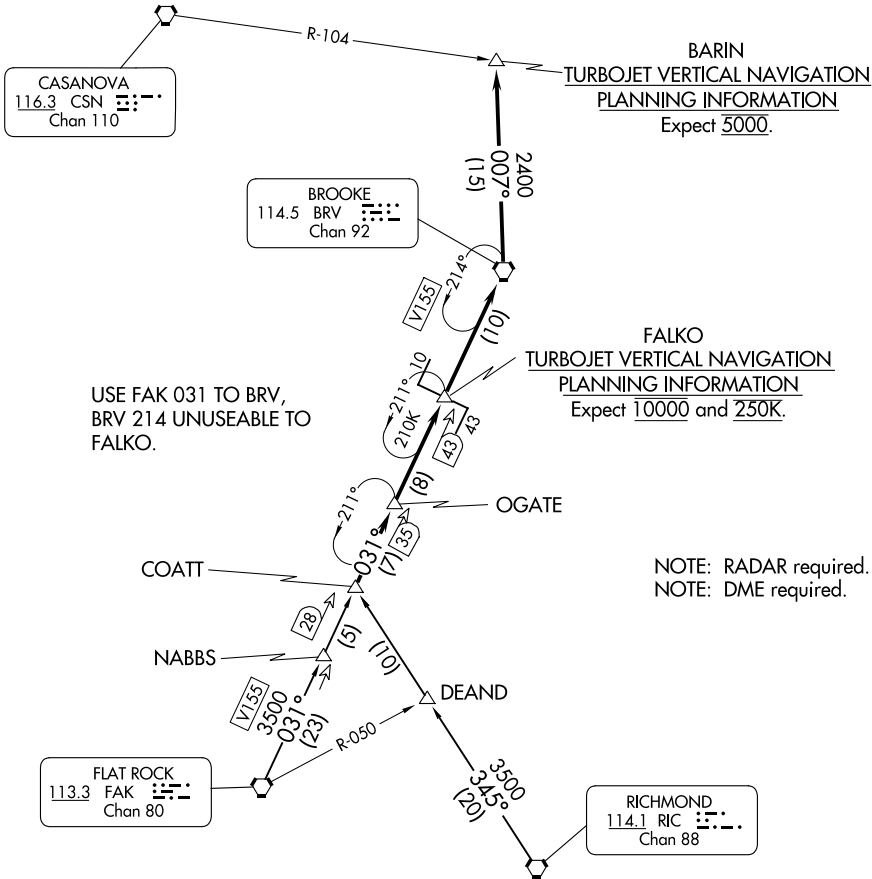 R-104
CASANOVA
116.3 CSN
Chan 110
BARIN
TURBOJET VERTICAL NAVIGATION
PLANNING INFORMATION
Expect 5000.
2400
007°
(15)
BROOKE
114.5 BRV
Chan 92
214°
V155
(10)
FALKO
TURBOJET VERTICAL NAVIGATION
PLANNING INFORMATION
Expect 10000 and 250K.
10
211°
210K
43
43
USE FAK 031 TO BRV,
BRV 214 UNUSEABLE TO
FALKO.
(8)
OGATE
211°
35
031°
(7)
COATT
NOTE: RADAR required.
NOTE: DME required.
28
(5)
(10)
NABBS
DEAND
V155
3500
031°
(23)
R-050
FLAT ROCK
113.3 FAK
Chan 80
3500
345°
(20)
RICHMOND
114.1 RIC
Chan 88